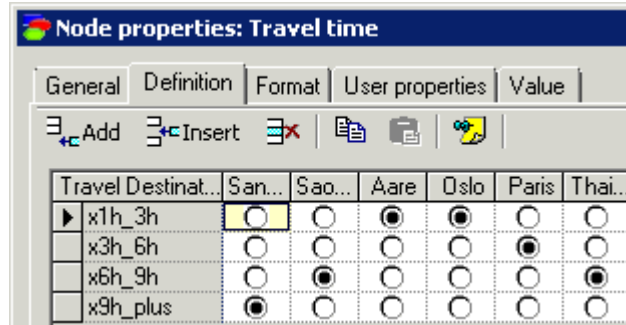 Node properties: Travel time
General Definition Format User properties Value
Add Insert
Travel Destinat... San... Sao... Aare Oslo Paris Thai...
x1h_3h
x3h_6h
x6h_9h
x9h_plus